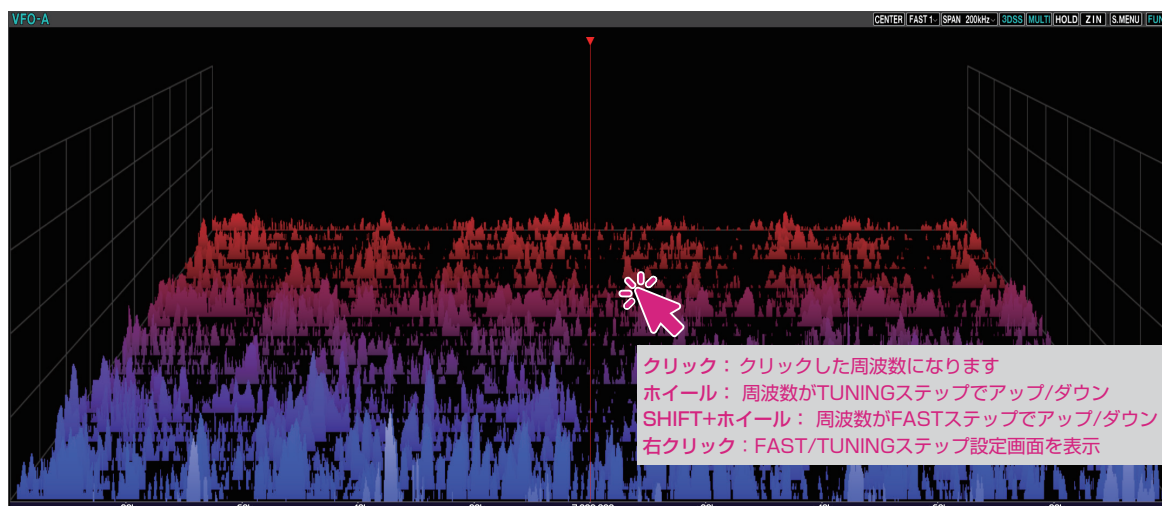 VFO-A
CENTER FAST 1 SPAN 200kHz 3DSS MULTI HOLD Z IN S.MENU
クリック： クリックした周波数になります
ホイール： 周波数がTUNINGステップでアップ/ダウン
SHIFT+ホイール： 周波数がFASTステップでアップ/ダウン
右クリック：FAST/TUNINGステップ設定画面を表示